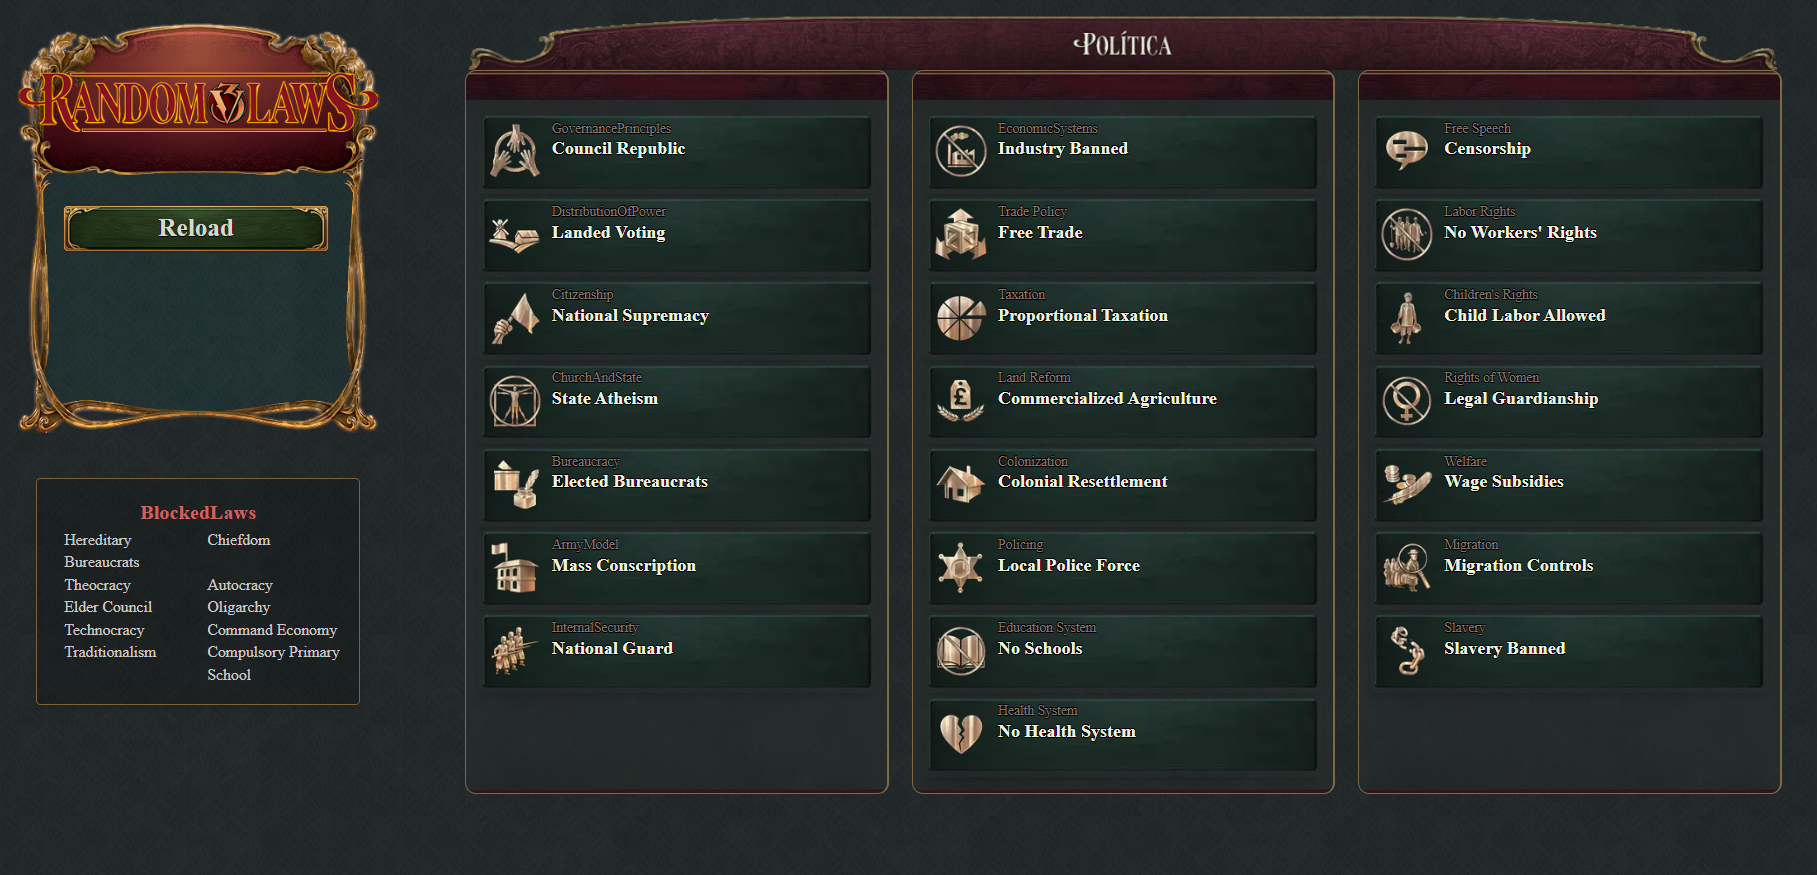 RANDOM V3 LAWS
Reload
BlockedLaws
Hereditary Bureaucrats
Chiefdom
Theocracy
Autocracy
Elder Council
Oligarchy
Technocracy
Command Economy
Traditionalism
Compulsory Primary School
Política
GovernancePrinciples
Council Republic
DistributionOfPower
Landed Voting
Citizenship
National Supremacy
ChurchAndState
State Atheism
Bureaucracy
Elected Bureaucrats
ArmyModel
Mass Conscription
InternalSecurity
National Guard
EconomicSystems
Industry Banned
Trade Policy
Free Trade
Taxation
Proportional Taxation
Land Reform
£
Commercialized Agriculture
Colonization
Colonial Resettlement
Policing
Local Police Force
Education System
No Schools
Health System
No Health System
Free Speech
Censorship
Labor Rights
No Workers' Rights
Children's Rights
Child Labor Allowed
Rights of Women
Legal Guardianship
Welfare
Wage Subsidies
Migration
Migration Controls
Slavery
Slavery Banned